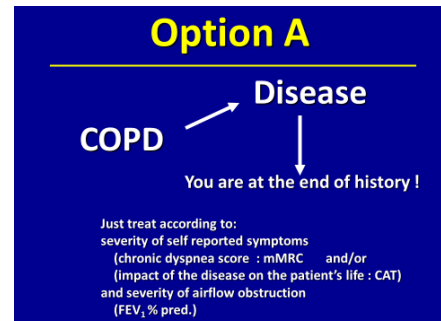 Option A
Disease
COPD
You are at the end of history !
Just treat according to:
severity of self reported symptoms
(chronic dyspnea score : mMRC and/or
(impact of the disease on the patient's life : CAT)
and severity of airflow obstruction
(FEV₁ % pred.)